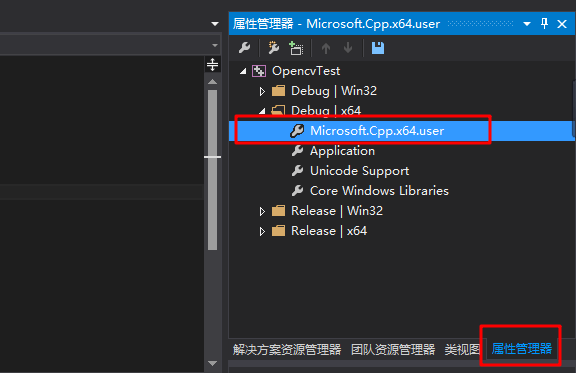 属性管理器 - Microsoft.Cpp.x64.user
OpencvTest
Debug | Win32
Debug | x64
Microsoft.Cpp.x64.user
Application
Unicode Support
Core Windows Libraries
Release | Win32
Release | x64
解决方案资源管理器 团队资源管理器 类视图 属性管理器